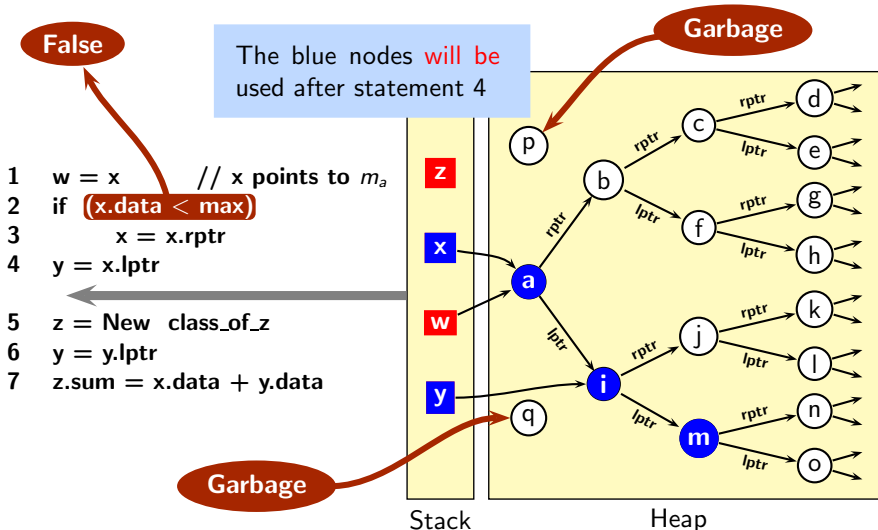 False
Garbage
The blue nodes will be
used after statement 4
1 w = x // x points to mₐ
2 if (x.data < max)
3 x = x.rptr
4 y = x.lptr
5 z = New class_of_z
6 y = y.lptr
7 z.sum = x.data + y.data
z
x
w
y
p
q
a
b
c
d
e
f
g
h
i
j
k
l
m
n
o
rptr
lptr
rptr
lptr
rptr
lptr
rptr
lptr
rptr
lptr
rptr
lptr
rptr
lptr
Garbage
Stack
Heap